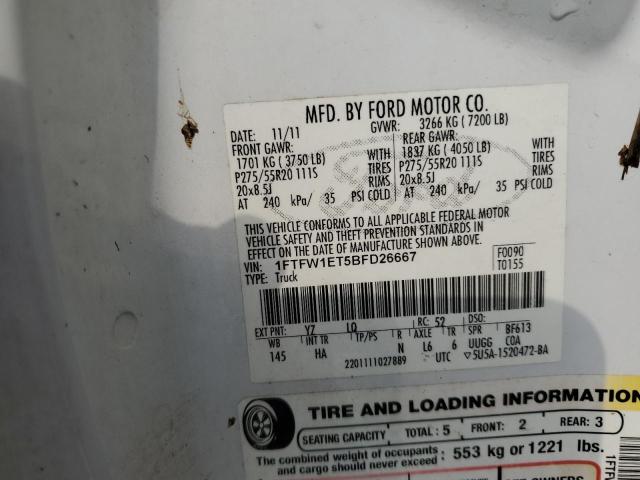 MFD. BY FORD MOTOR CO.
DATE: 11/11 GVWR: 3266 KG ( 7200 LB)
FRONT GAWR: REAR GAWR:
1701 KG ( 3750 LB) WITH 1837 KG ( 4050 LB) WITH
P275/55R20 111S TIRES P275/55R20 111S TIRES
20x8.5J RIMS 20x8.5J RIMS
AT 240 kPa/ 35 PSI COLD AT 240 kPa/ 35 PSI COLD
Ford
THIS VEHICLE CONFORMS TO ALL APPLICABLE FEDERAL MOTOR
VEHICLE SAFETY AND THEFT PREVENTION STANDARDS IN
EFFECT ON THE DATE OF MANUFACTURE SHOWN ABOVE.
VIN: 1FTFW1ET5BFD26667 F0090
TYPE: Truck T0155
EXT PNT: YZ LQ RC: 52 DSO:
WB INT TR TP/PS R AXLE TR SPR BF613
145 HA N L6 6 UUGG COA
2201111027889 UTC ▽5U5A-1520472-BA
TIRE AND LOADING INFORMATION
SEATING CAPACITY TOTAL: 5 FRONT: 2 REAR: 3
The combined weight of occupants and cargo should never exceed: 553 kg or 1221 lbs.